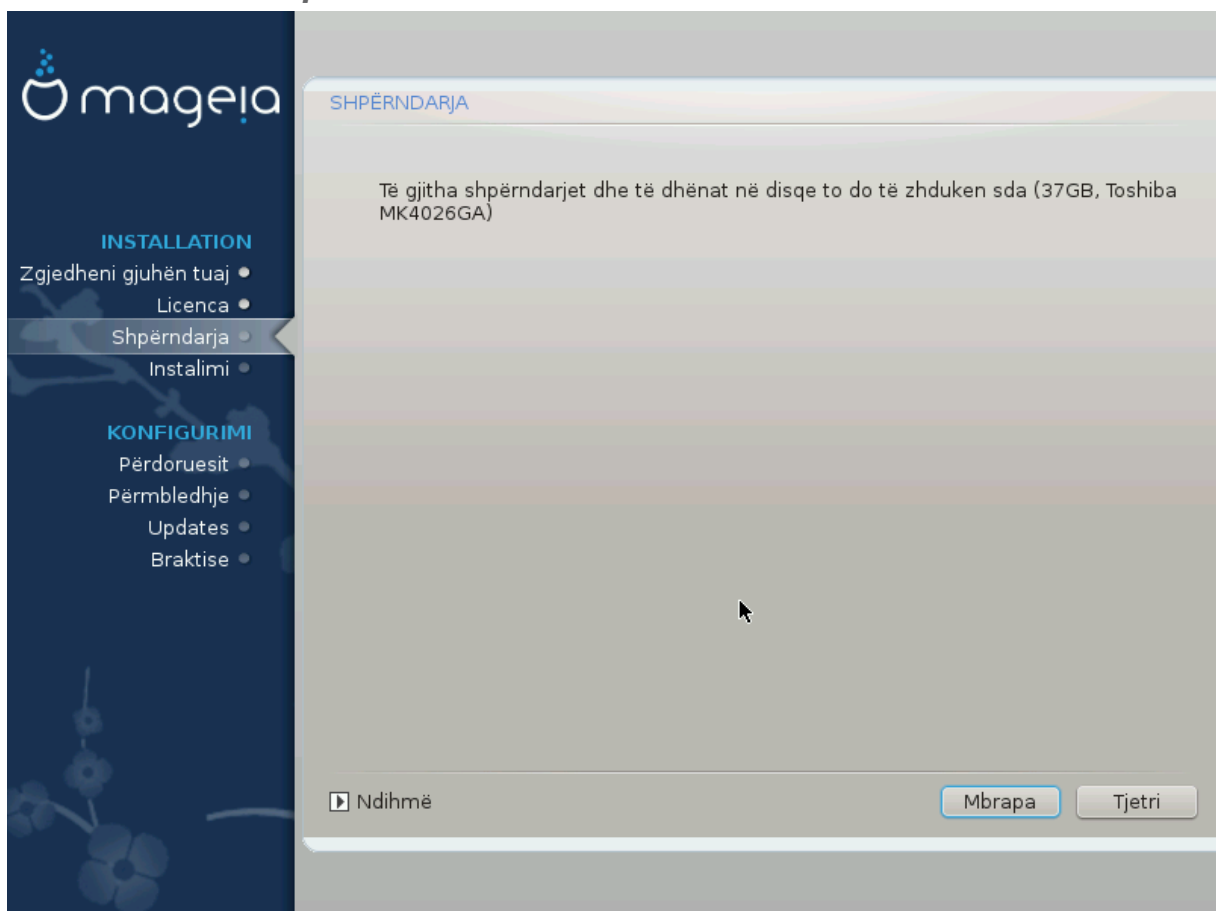 mageia
SHPËRNDARJA
Të gjitha shpërndarjet dhe të dhënat në disqe to do të zhduken sda (37GB, Toshiba
MK4026GA)
INSTALLATION
Zgjedheni gjuhën tuaj
Licenca
Shpërndarja
Instalimi
KONFIGURIMI
Përdoruesit
Përmbledhje
Updates
Braktise
Ndihmë
Mbrapa
Tjetri